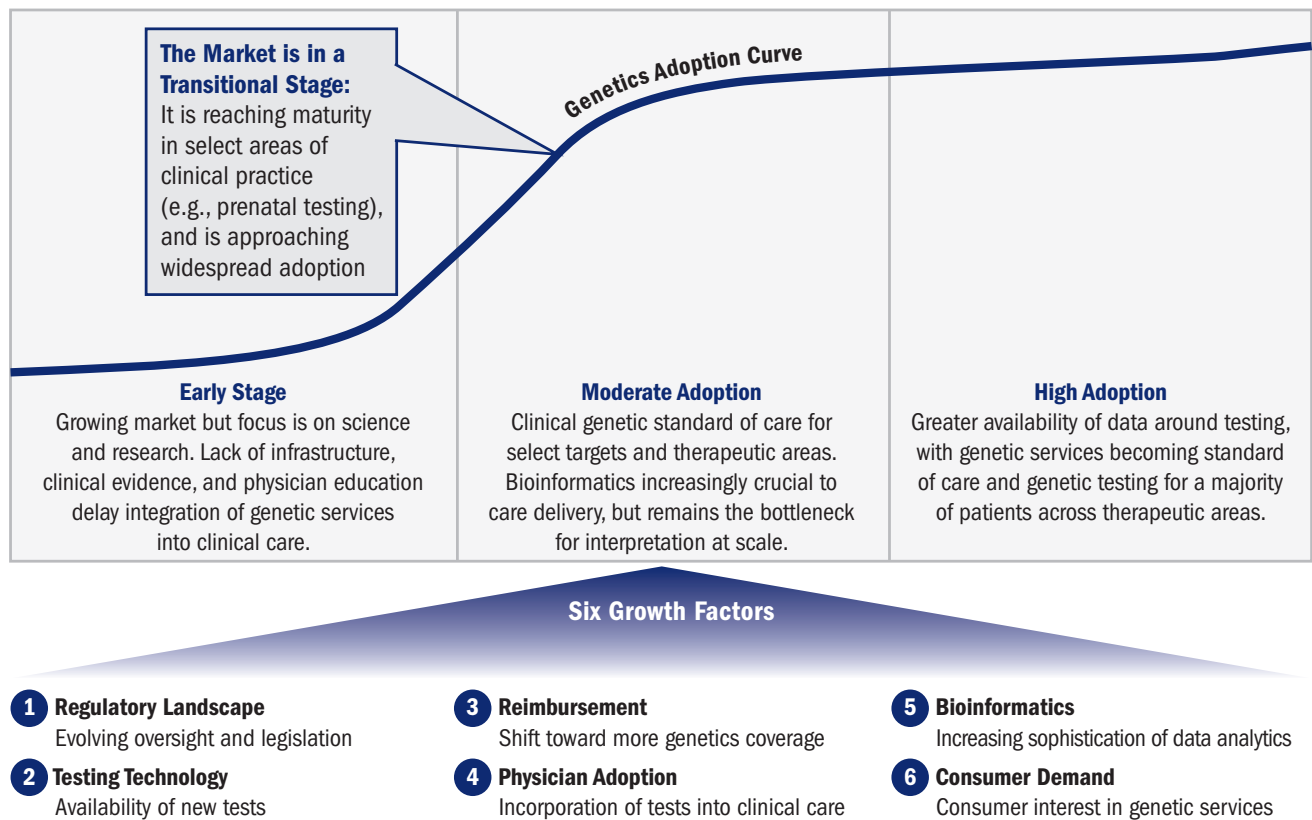 The Market is in a
Transitional Stage:
It is reaching maturity
in select areas of
clinical practice
(e.g., prenatal testing),
and is approaching
widespread adoption
Genetics Adoption Curve
Early Stage
Growing market but focus is on science
and research. Lack of infrastructure,
clinical evidence, and physician education
delay integration of genetic services
into clinical care.
Moderate Adoption
Clinical genetic standard of care for
select targets and therapeutic areas.
Bioinformatics increasingly crucial to
care delivery, but remains the bottleneck
for interpretation at scale.
High Adoption
Greater availability of data around testing,
with genetic services becoming standard
of care and genetic testing for a majority
of patients across therapeutic areas.
Six Growth Factors
1 Regulatory Landscape
Evolving oversight and legislation
2 Testing Technology
Availability of new tests
3 Reimbursement
Shift toward more genetics coverage
4 Physician Adoption
Incorporation of tests into clinical care
5 Bioinformatics
Increasing sophistication of data analytics
6 Consumer Demand
Consumer interest in genetic services